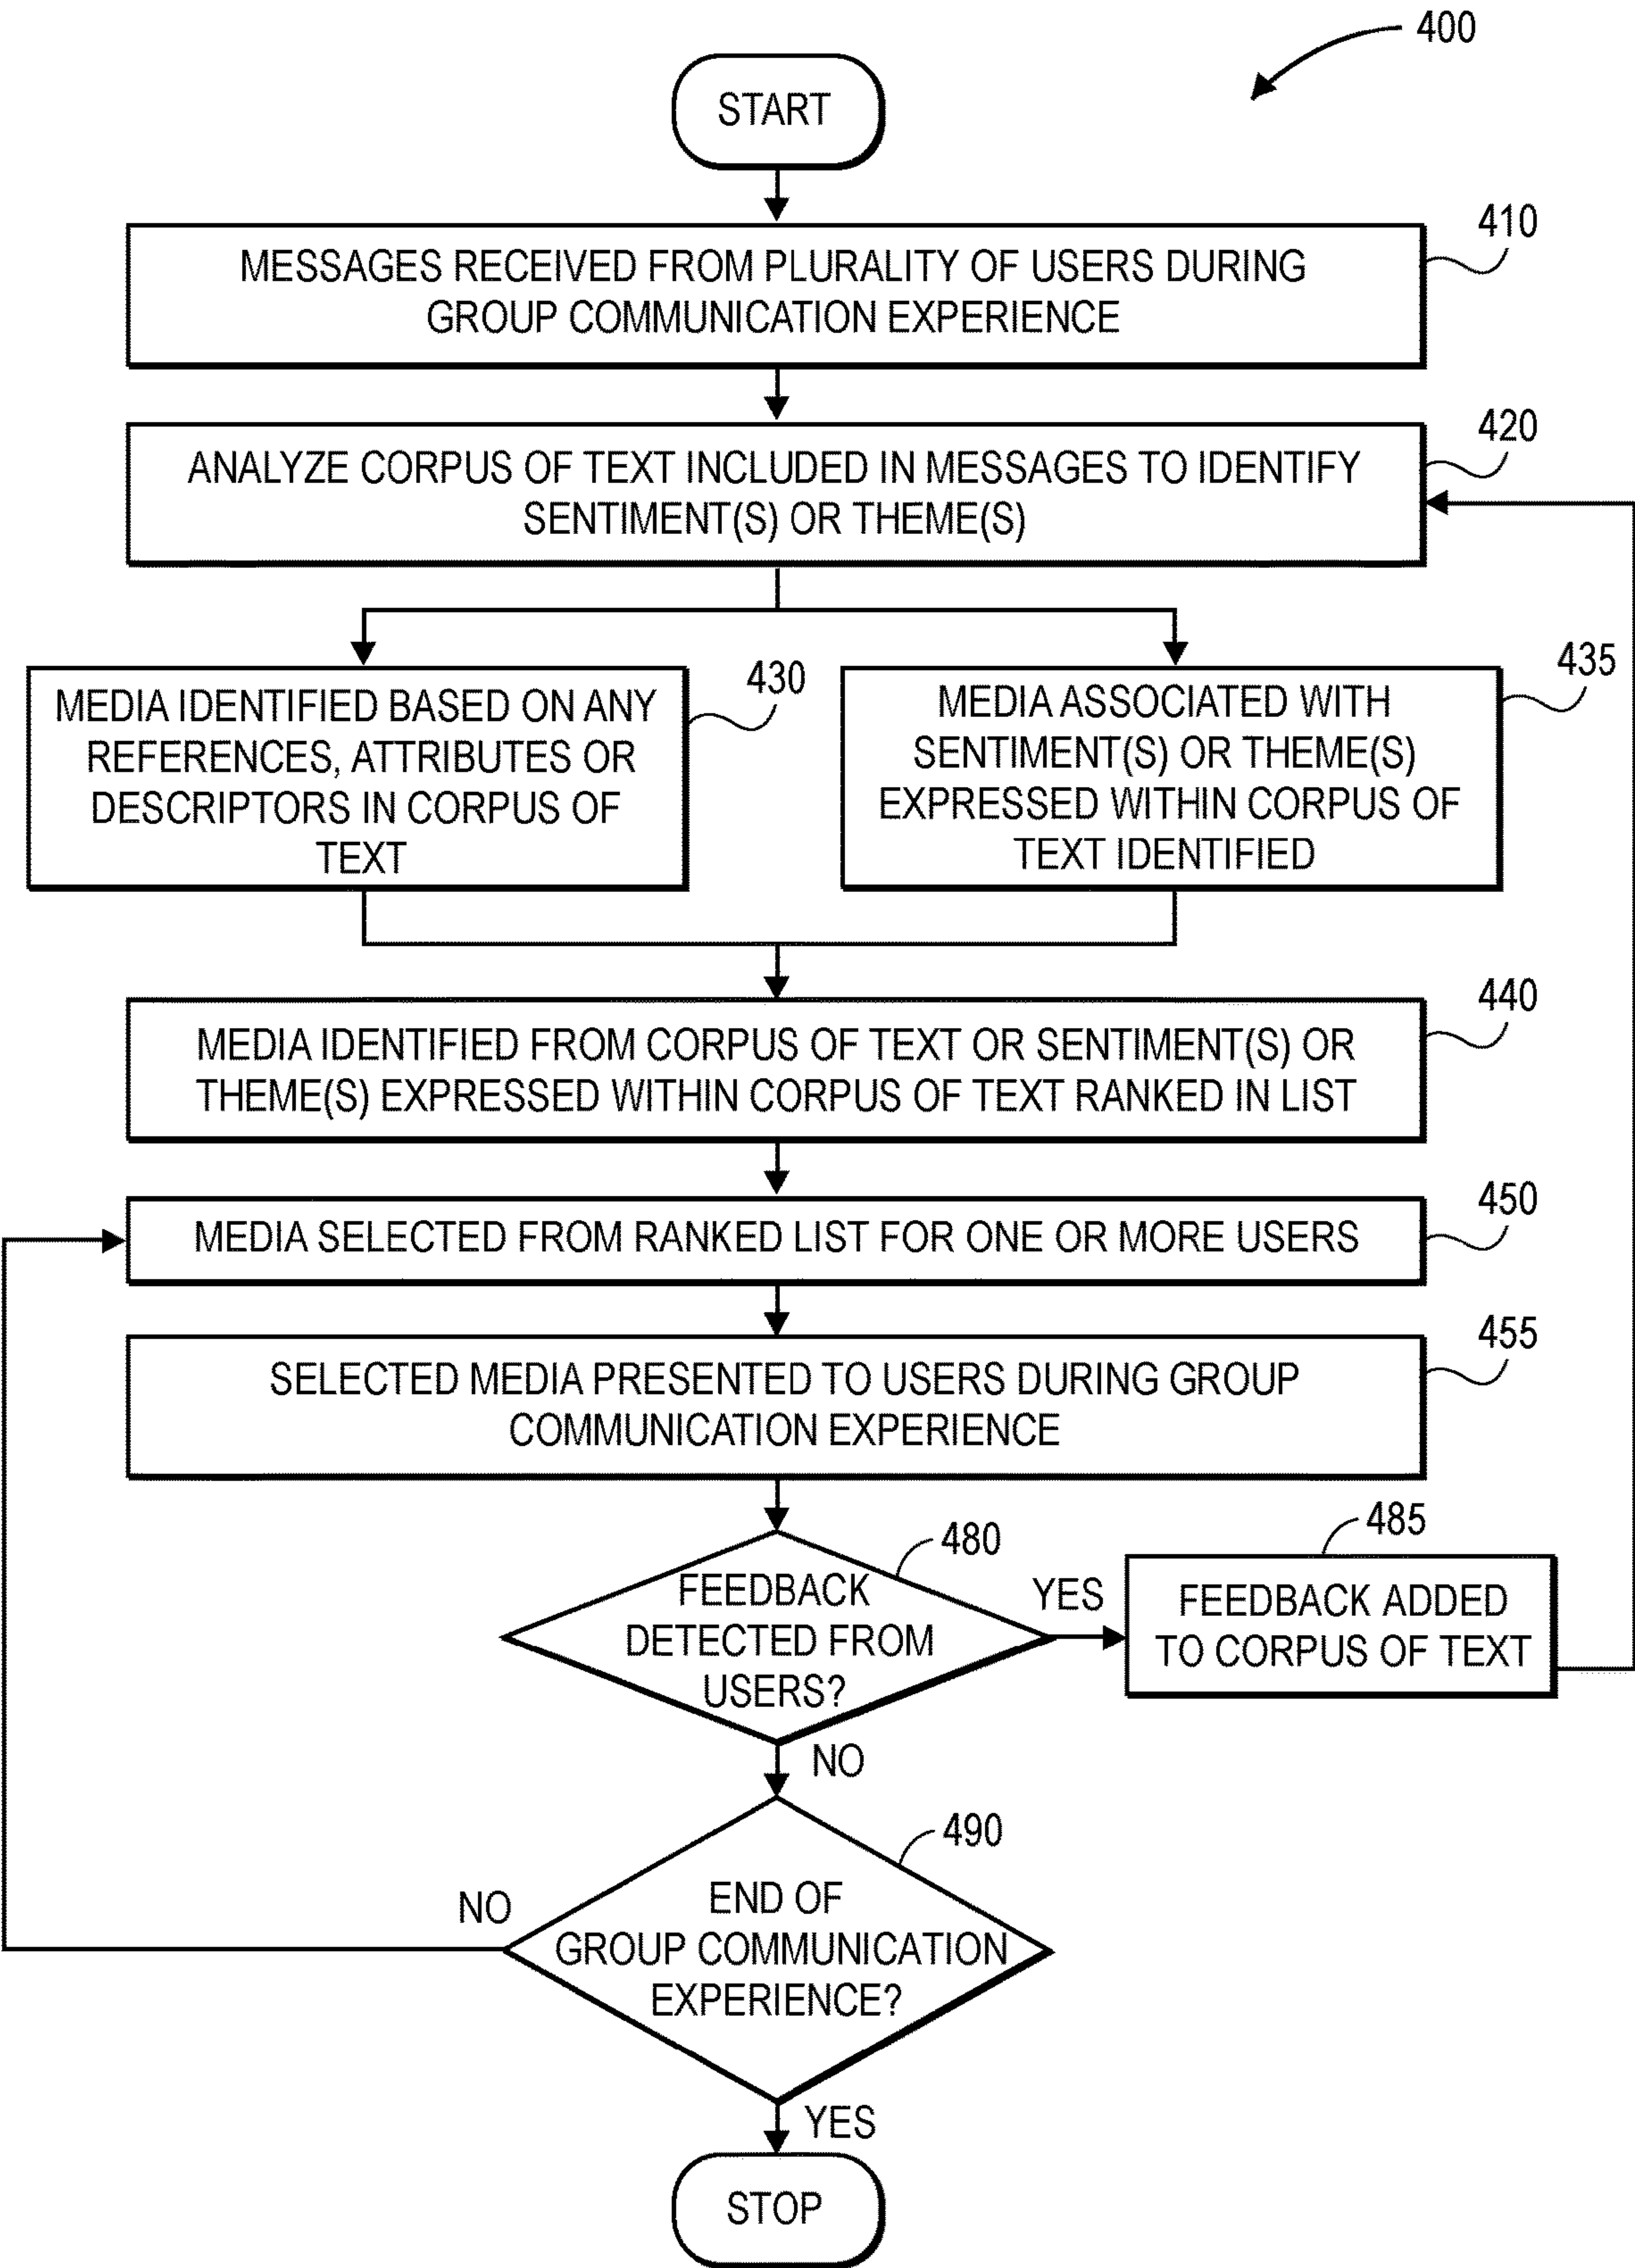 400
START
410
MESSAGES RECEIVED FROM PLURALITY OF USERS DURING
GROUP COMMUNICATION EXPERIENCE
420
ANALYZE CORPUS OF TEXT INCLUDED IN MESSAGES TO IDENTIFY
SENTIMENT(S) OR THEME(S)
430
MEDIA IDENTIFIED BASED ON ANY
REFERENCES, ATTRIBUTES OR
DESCRIPTORS IN CORPUS OF
TEXT
435
MEDIA ASSOCIATED WITH
SENTIMENT(S) OR THEME(S)
EXPRESSED WITHIN CORPUS OF
TEXT IDENTIFIED
440
MEDIA IDENTIFIED FROM CORPUS OF TEXT OR SENTIMENT(S) OR
THEME(S) EXPRESSED WITHIN CORPUS OF TEXT RANKED IN LIST
450
MEDIA SELECTED FROM RANKED LIST FOR ONE OR MORE USERS
455
SELECTED MEDIA PRESENTED TO USERS DURING GROUP
COMMUNICATION EXPERIENCE
480
FEEDBACK
DETECTED FROM
USERS?
YES
485
FEEDBACK ADDED
TO CORPUS OF TEXT
NO
490
END OF
GROUP COMMUNICATION
EXPERIENCE?
NO
YES
STOP